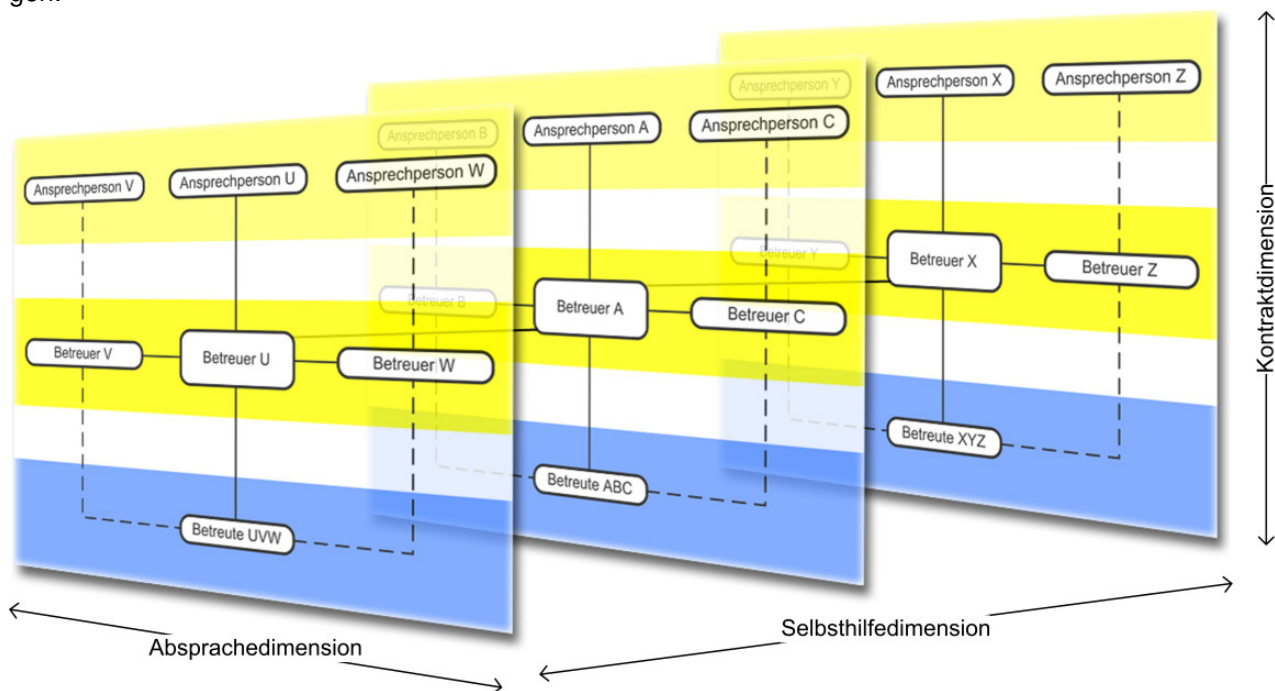 gen.
Ansprechperson Y
Ansprechperson X
Ansprechperson Z
Ansprechperson B
Ansprechperson A
Ansprechperson C
Ansprechperson V
Ansprechperson U
Ansprechperson W
Betreuer Y
Betreuer X
Betreuer Z
Betreuer B
Betreuer A
Betreuer C
Betreuer V
Betreuer U
Betreuer W
Betreute XYZ
Betreute ABC
Betreute UVW
Kontraktdimension
Absprachedimension
Selbsthilfedimension